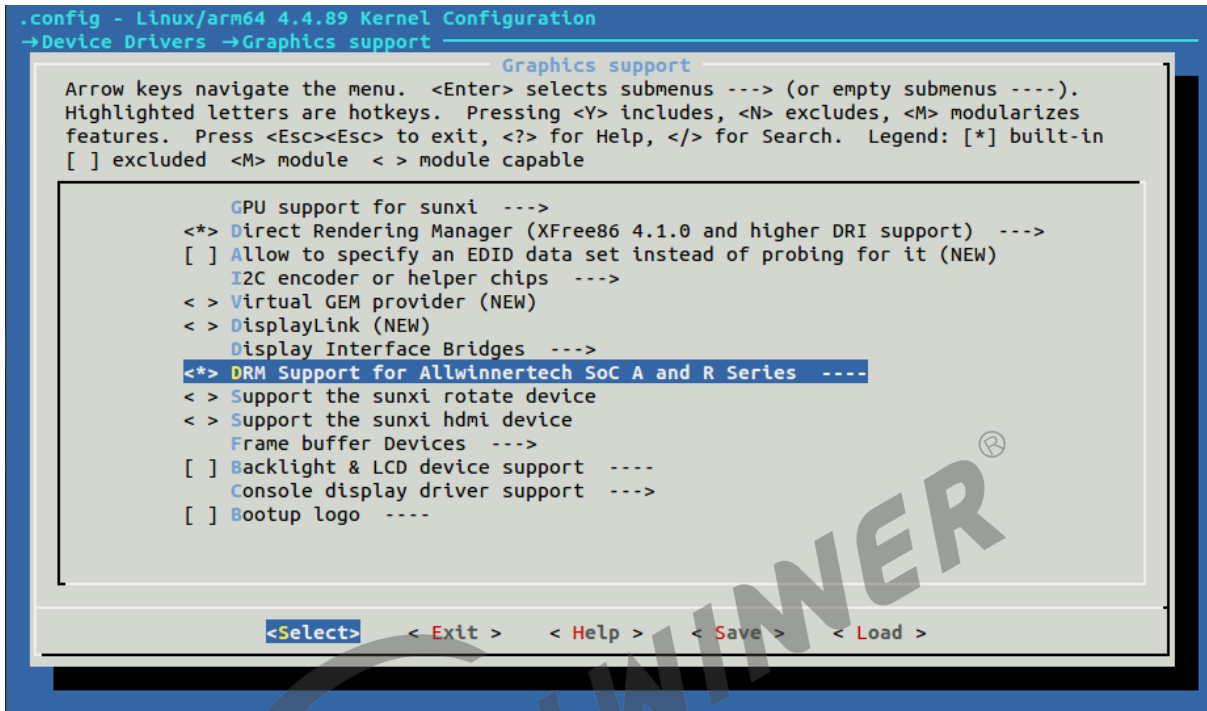 .config - Linux/arm64 4.4.89 Kernel Configuration
→Device Drivers →Graphics support
Graphics support
Arrow keys navigate the menu. <Enter> selects submenus ---> (or empty submenus ----).
Highlighted letters are hotkeys. Pressing <Y> includes, <N> excludes, <M> modularizes
features. Press <Esc><Esc> to exit, <?> for Help, </> for Search. Legend: [*] built-in
[ ] excluded <M> module < > module capable
GPU support for sunxi --->
<*> Direct Rendering Manager (XFree86 4.1.0 and higher DRI support) --->
[ ] Allow to specify an EDID data set instead of probing for it (NEW)
I2C encoder or helper chips --->
< > Virtual GEM provider (NEW)
< > DisplayLink (NEW)
Display Interface Bridges --->
<*> DRM Support for Allwinnertech SoC A and R Series ----
< > Support the sunxi rotate device
< > Support the sunxi hdmi device
Frame buffer Devices --->
[ ] Backlight & LCD device support ----
Console display driver support --->
[ ] Bootup logo ----
<Select> < Exit > < Help > < Save > < Load >
WINNER®